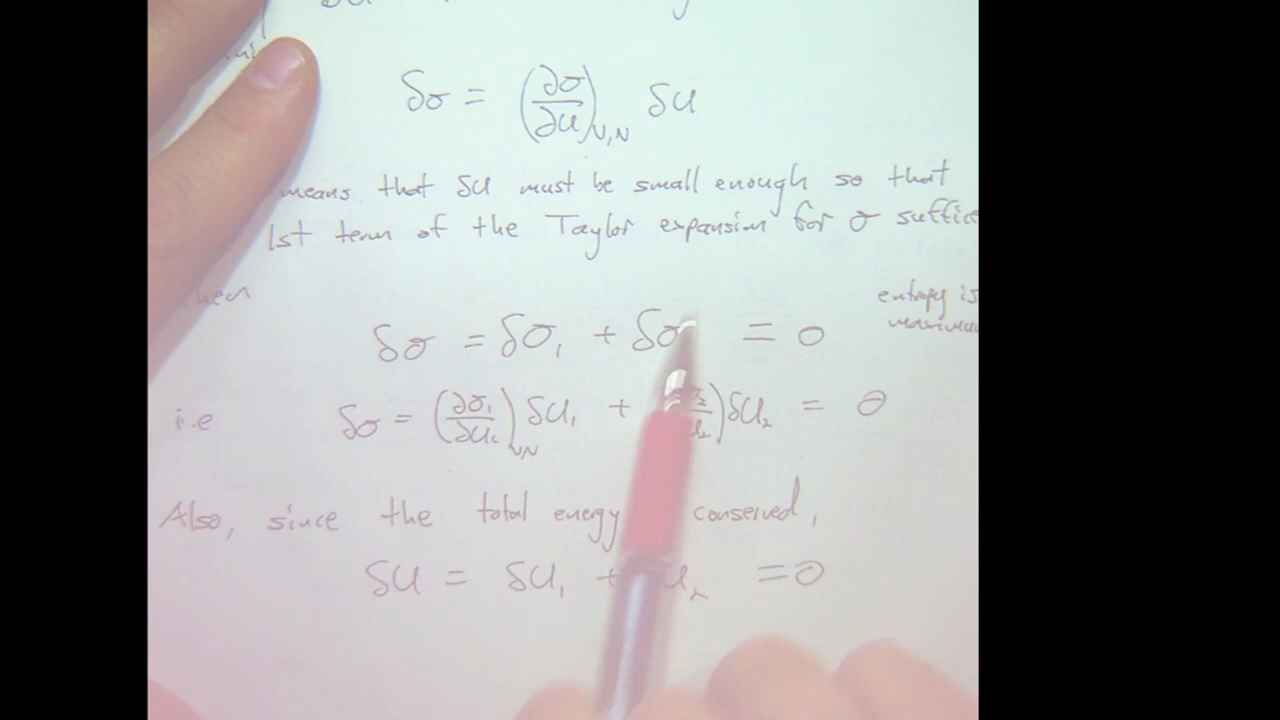 δσ = (∂σ/∂U)_{V,N} δU
means that δU must be small enough so that
1st term of the Taylor expansion for σ suffice
then
entropy is
δσ = δσ₁ + δσ = 0
i.e δσ = (∂σ₁/∂U₁)_{V,N} δU₁ + ( ) δU₂ = 0
Also, since the total energy conserved,
δU = δU₁ + U₂ = 0